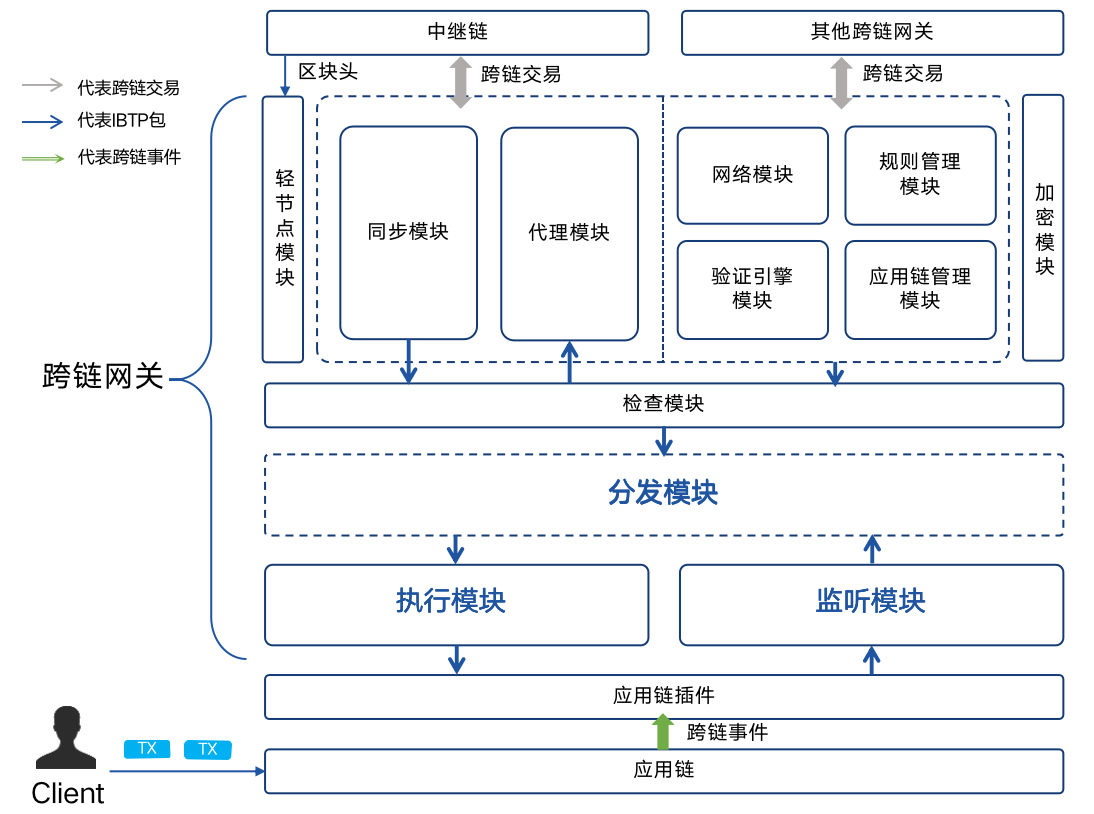 中继链
其他跨链网关
区块头
跨链交易
跨链交易
代表跨链交易
代表IBTP包
代表跨链事件
轻
节
点
模
块
同步模块
代理模块
网络模块
规则管理
模块
验证引擎
模块
应用链管理
模块
加
密
模
块
跨链网关
检查模块
分发模块
执行模块
监听模块
应用链插件
跨链事件
TX
TX
应用链
Client